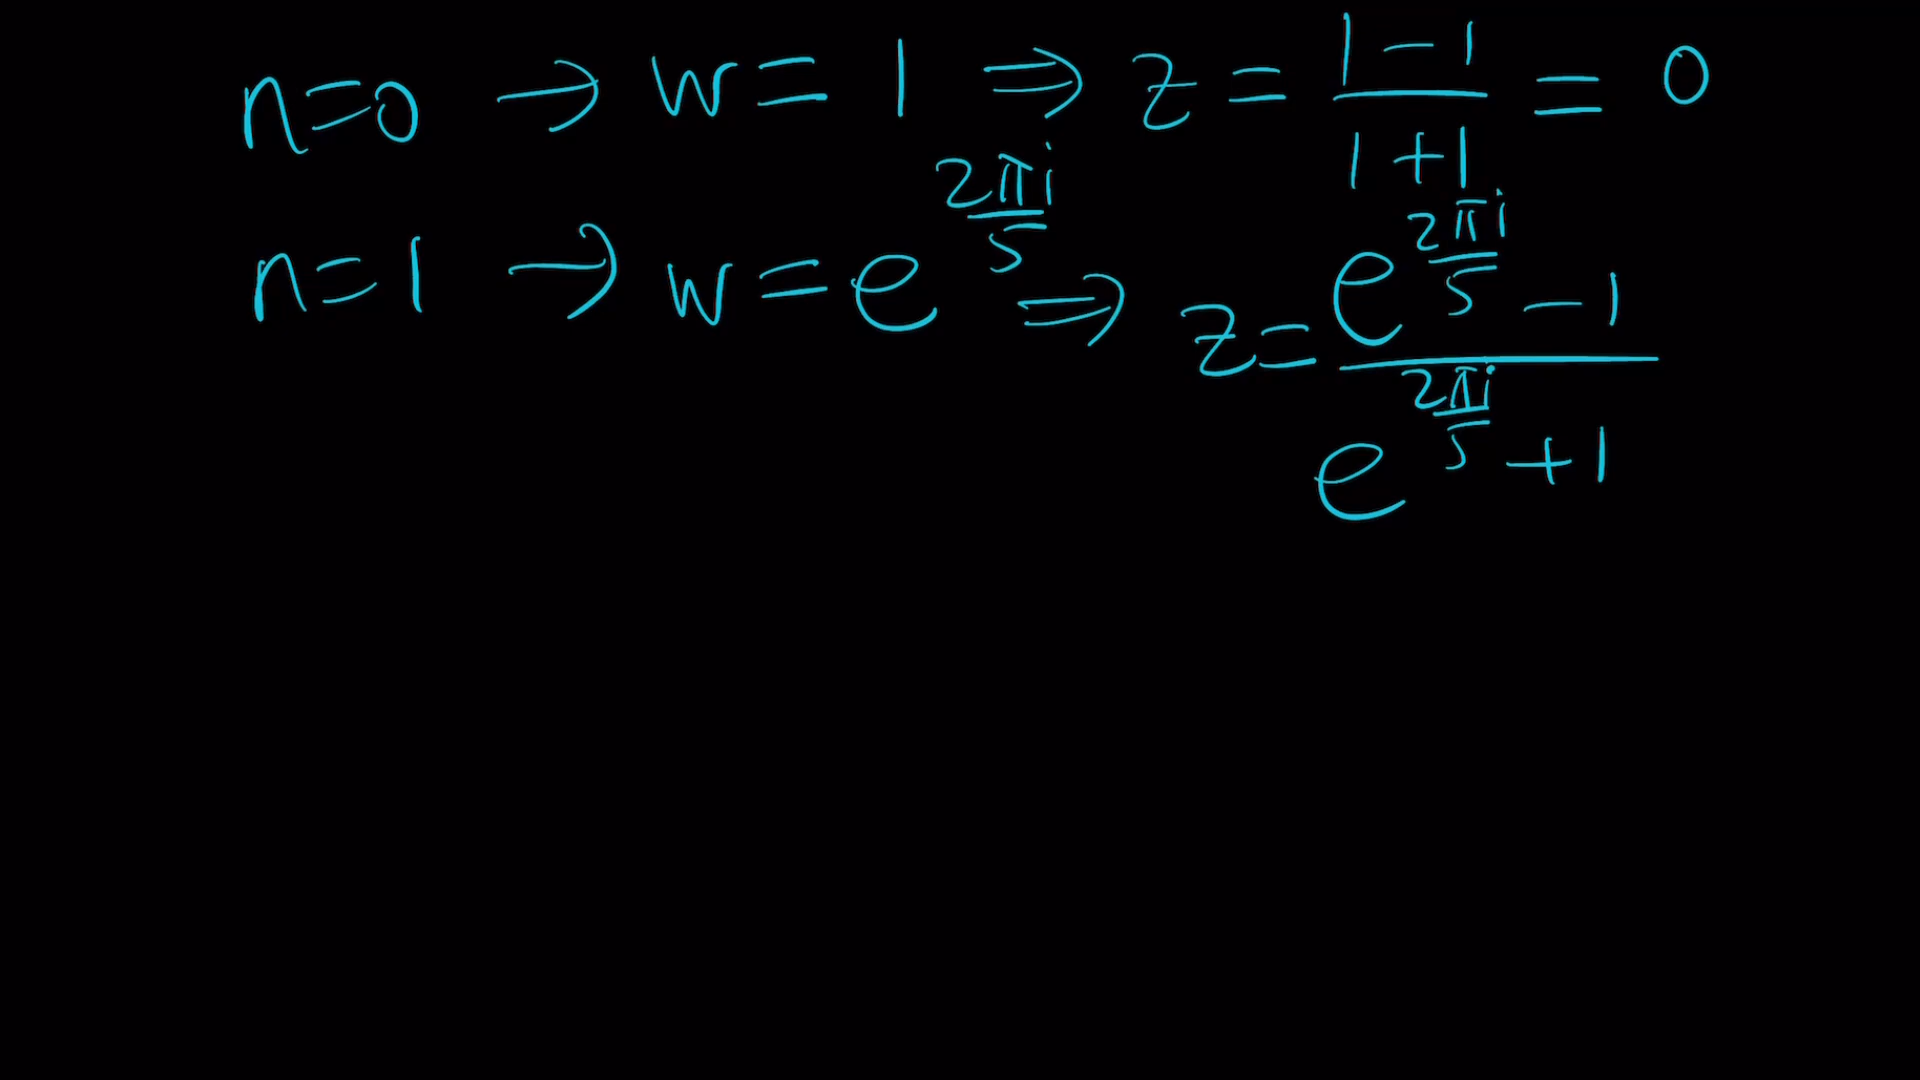 n=0 → w = 1 ⇒ z = (1 − 1)/(1 + 1) = 0
n=1 → w = e^(2πi/5) ⇒ z = (e^(2πi/5) − 1)/(e^(2πi/5) + 1)